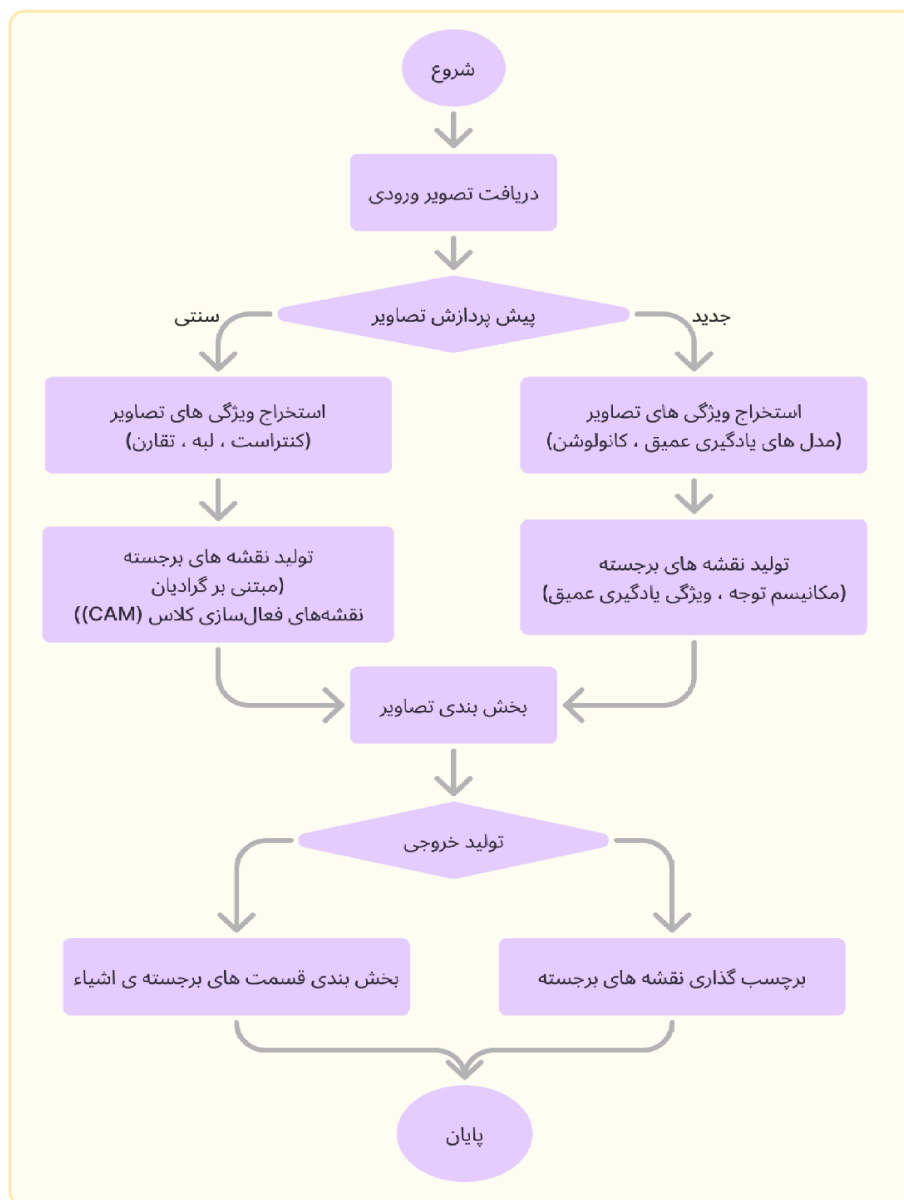 شروع
دریافت تصویر ورودی
پیش پردازش تصاویر
جدید
سنتی
استخراج ویژگی های تصاویر
(مدل های یادگیری عمیق ، کانولوشن)
استخراج ویژگی های تصاویر
(کنتراست ، لبه ، تقارن)
تولید نقشه های برجسته
(مکانیسم توجه ، ویژگی یادگیری عمیق)
تولید نقشه های برجسته
(مبتنی بر گرادیان
نقشه‌های فعال‌سازی کلاس (CAM))
بخش بندی تصاویر
تولید خروجی
برچسب گذاری نقشه های برجسته
بخش بندی قسمت های برجسته ی اشیاء
پایان